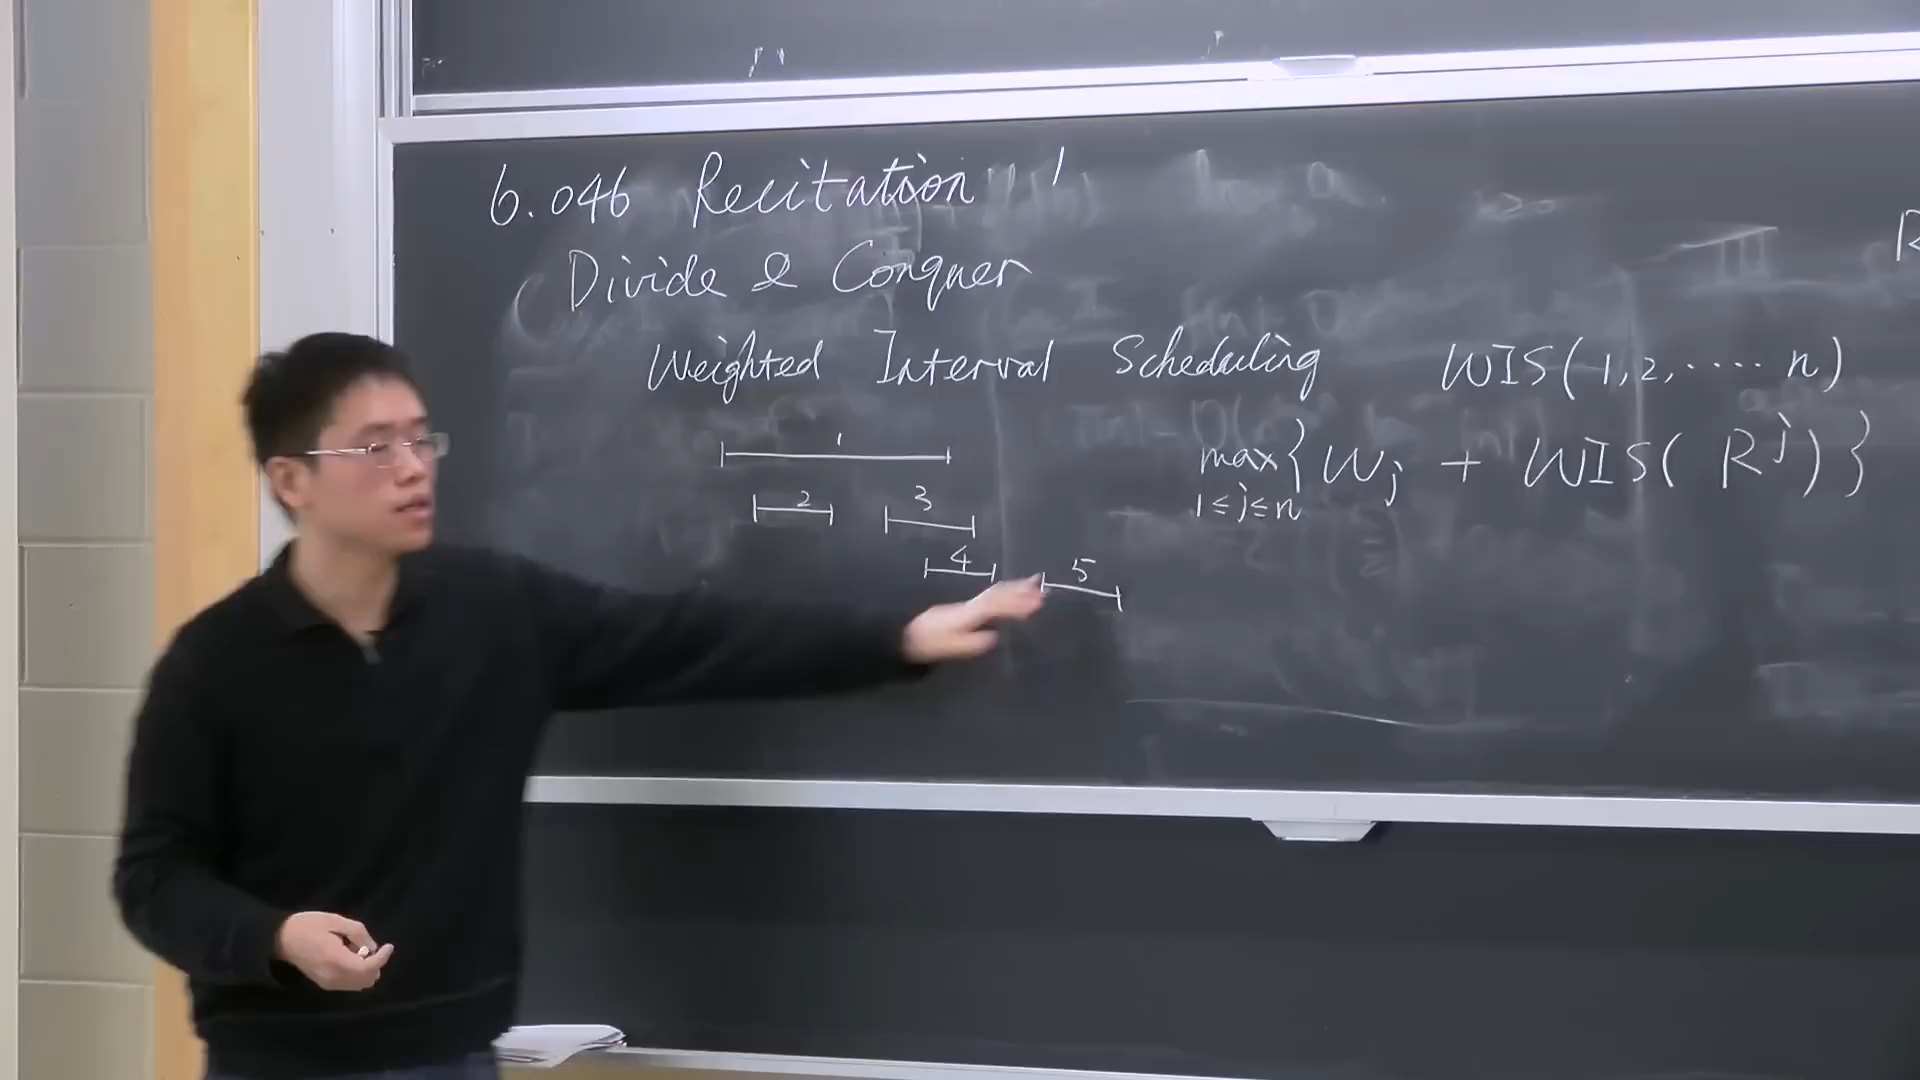 6.046 Recitation 1
Divide & Conquer
Weighted Interval Scheduling
WIS(1,2,..... n)
max{Wj + WIS( R^j)}
1≤j≤n
1
2
3
4
5
R